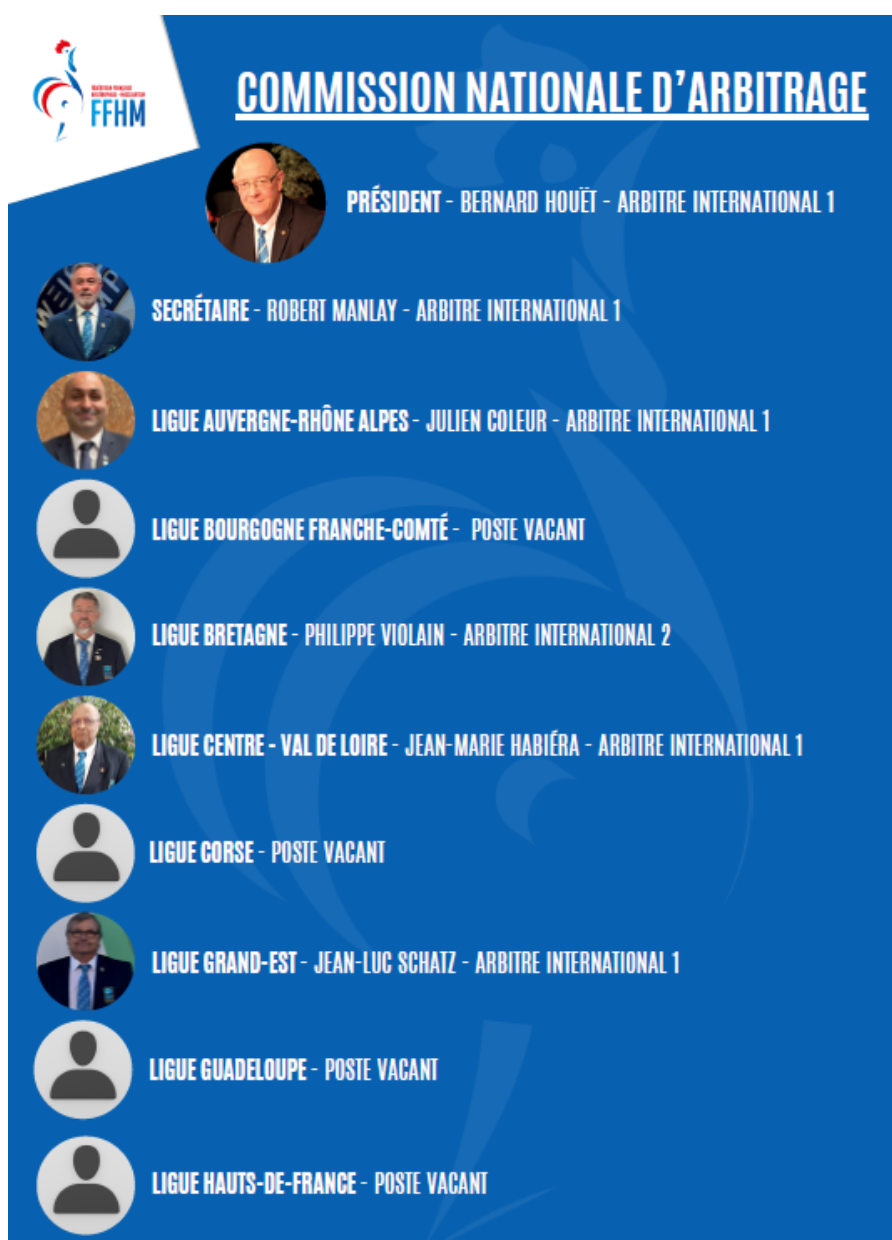 FFHM
COMMISSION NATIONALE D'ARBITRAGE
PRÉSIDENT - BERNARD HOUËT - ARBITRE INTERNATIONAL 1
SECRÉTAIRE - ROBERT MANLAY - ARBITRE INTERNATIONAL 1
LIGUE AUVERGNE-RHÔNE ALPES - JULIEN COLEUR - ARBITRE INTERNATIONAL 1
LIGUE BOURGOGNE FRANCHE-COMTÉ - POSTE VACANT
LIGUE BRETAGNE - PHILIPPE VIOLAIN - ARBITRE INTERNATIONAL 2
LIGUE CENTRE - VAL DE LOIRE - JEAN-MARIE HABIÉRA - ARBITRE INTERNATIONAL 1
LIGUE CORSE - POSTE VACANT
LIGUE GRAND-EST - JEAN-LUC SCHATZ - ARBITRE INTERNATIONAL 1
LIGUE GUADELOUPE - POSTE VACANT
LIGUE HAUTS-DE-FRANCE - POSTE VACANT